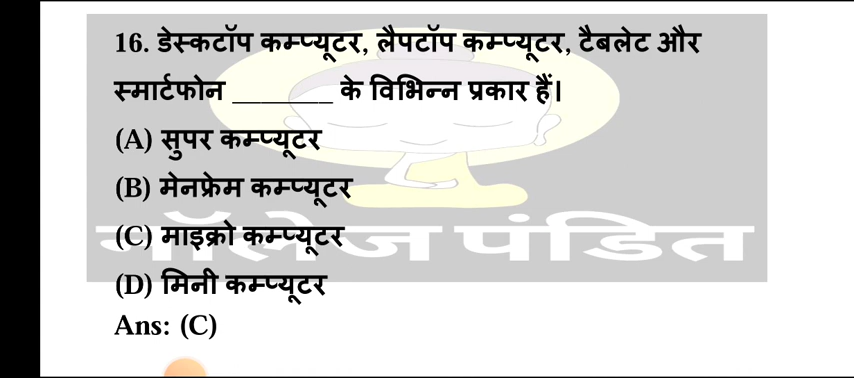 16. डेस्कटॉप कम्प्यूटर, लैपटॉप कम्प्यूटर, टैबलेट और
स्मार्टफोन ________ के विभिन्न प्रकार हैं।
(A) सुपर कम्प्यूटर
(B) मेनफ्रेम कम्प्यूटर
(C) माइक्रो कम्प्यूटर
नॉलेज पंडित
(D) मिनी कम्प्यूटर
Ans: (C)